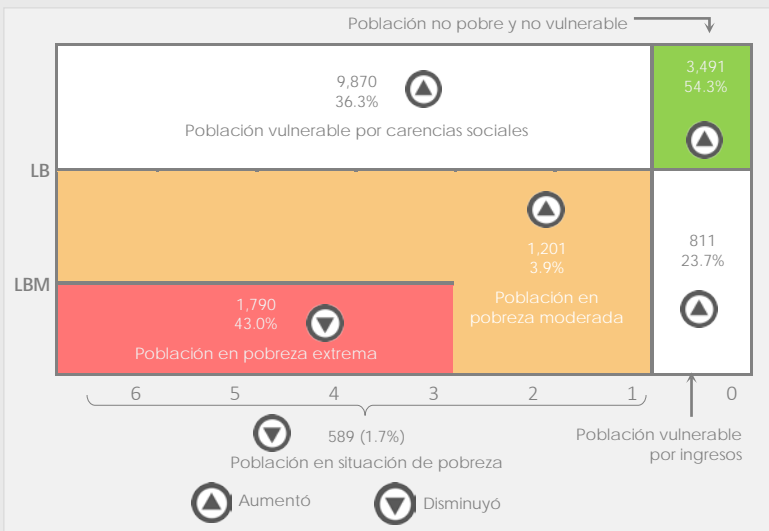 Población no pobre y no vulnerable
9,870
36.3%
Población vulnerable por carencias sociales
3,491
54.3%
LB
1,201
3.9%
Población en
pobreza moderada
811
23.7%
LBM
1,790
43.0%
Población en pobreza extrema
6 5 4 3 2 1 0
589 (1.7%)
Población en situación de pobreza
Población vulnerable
por ingresos
Aumentó
Disminuyó